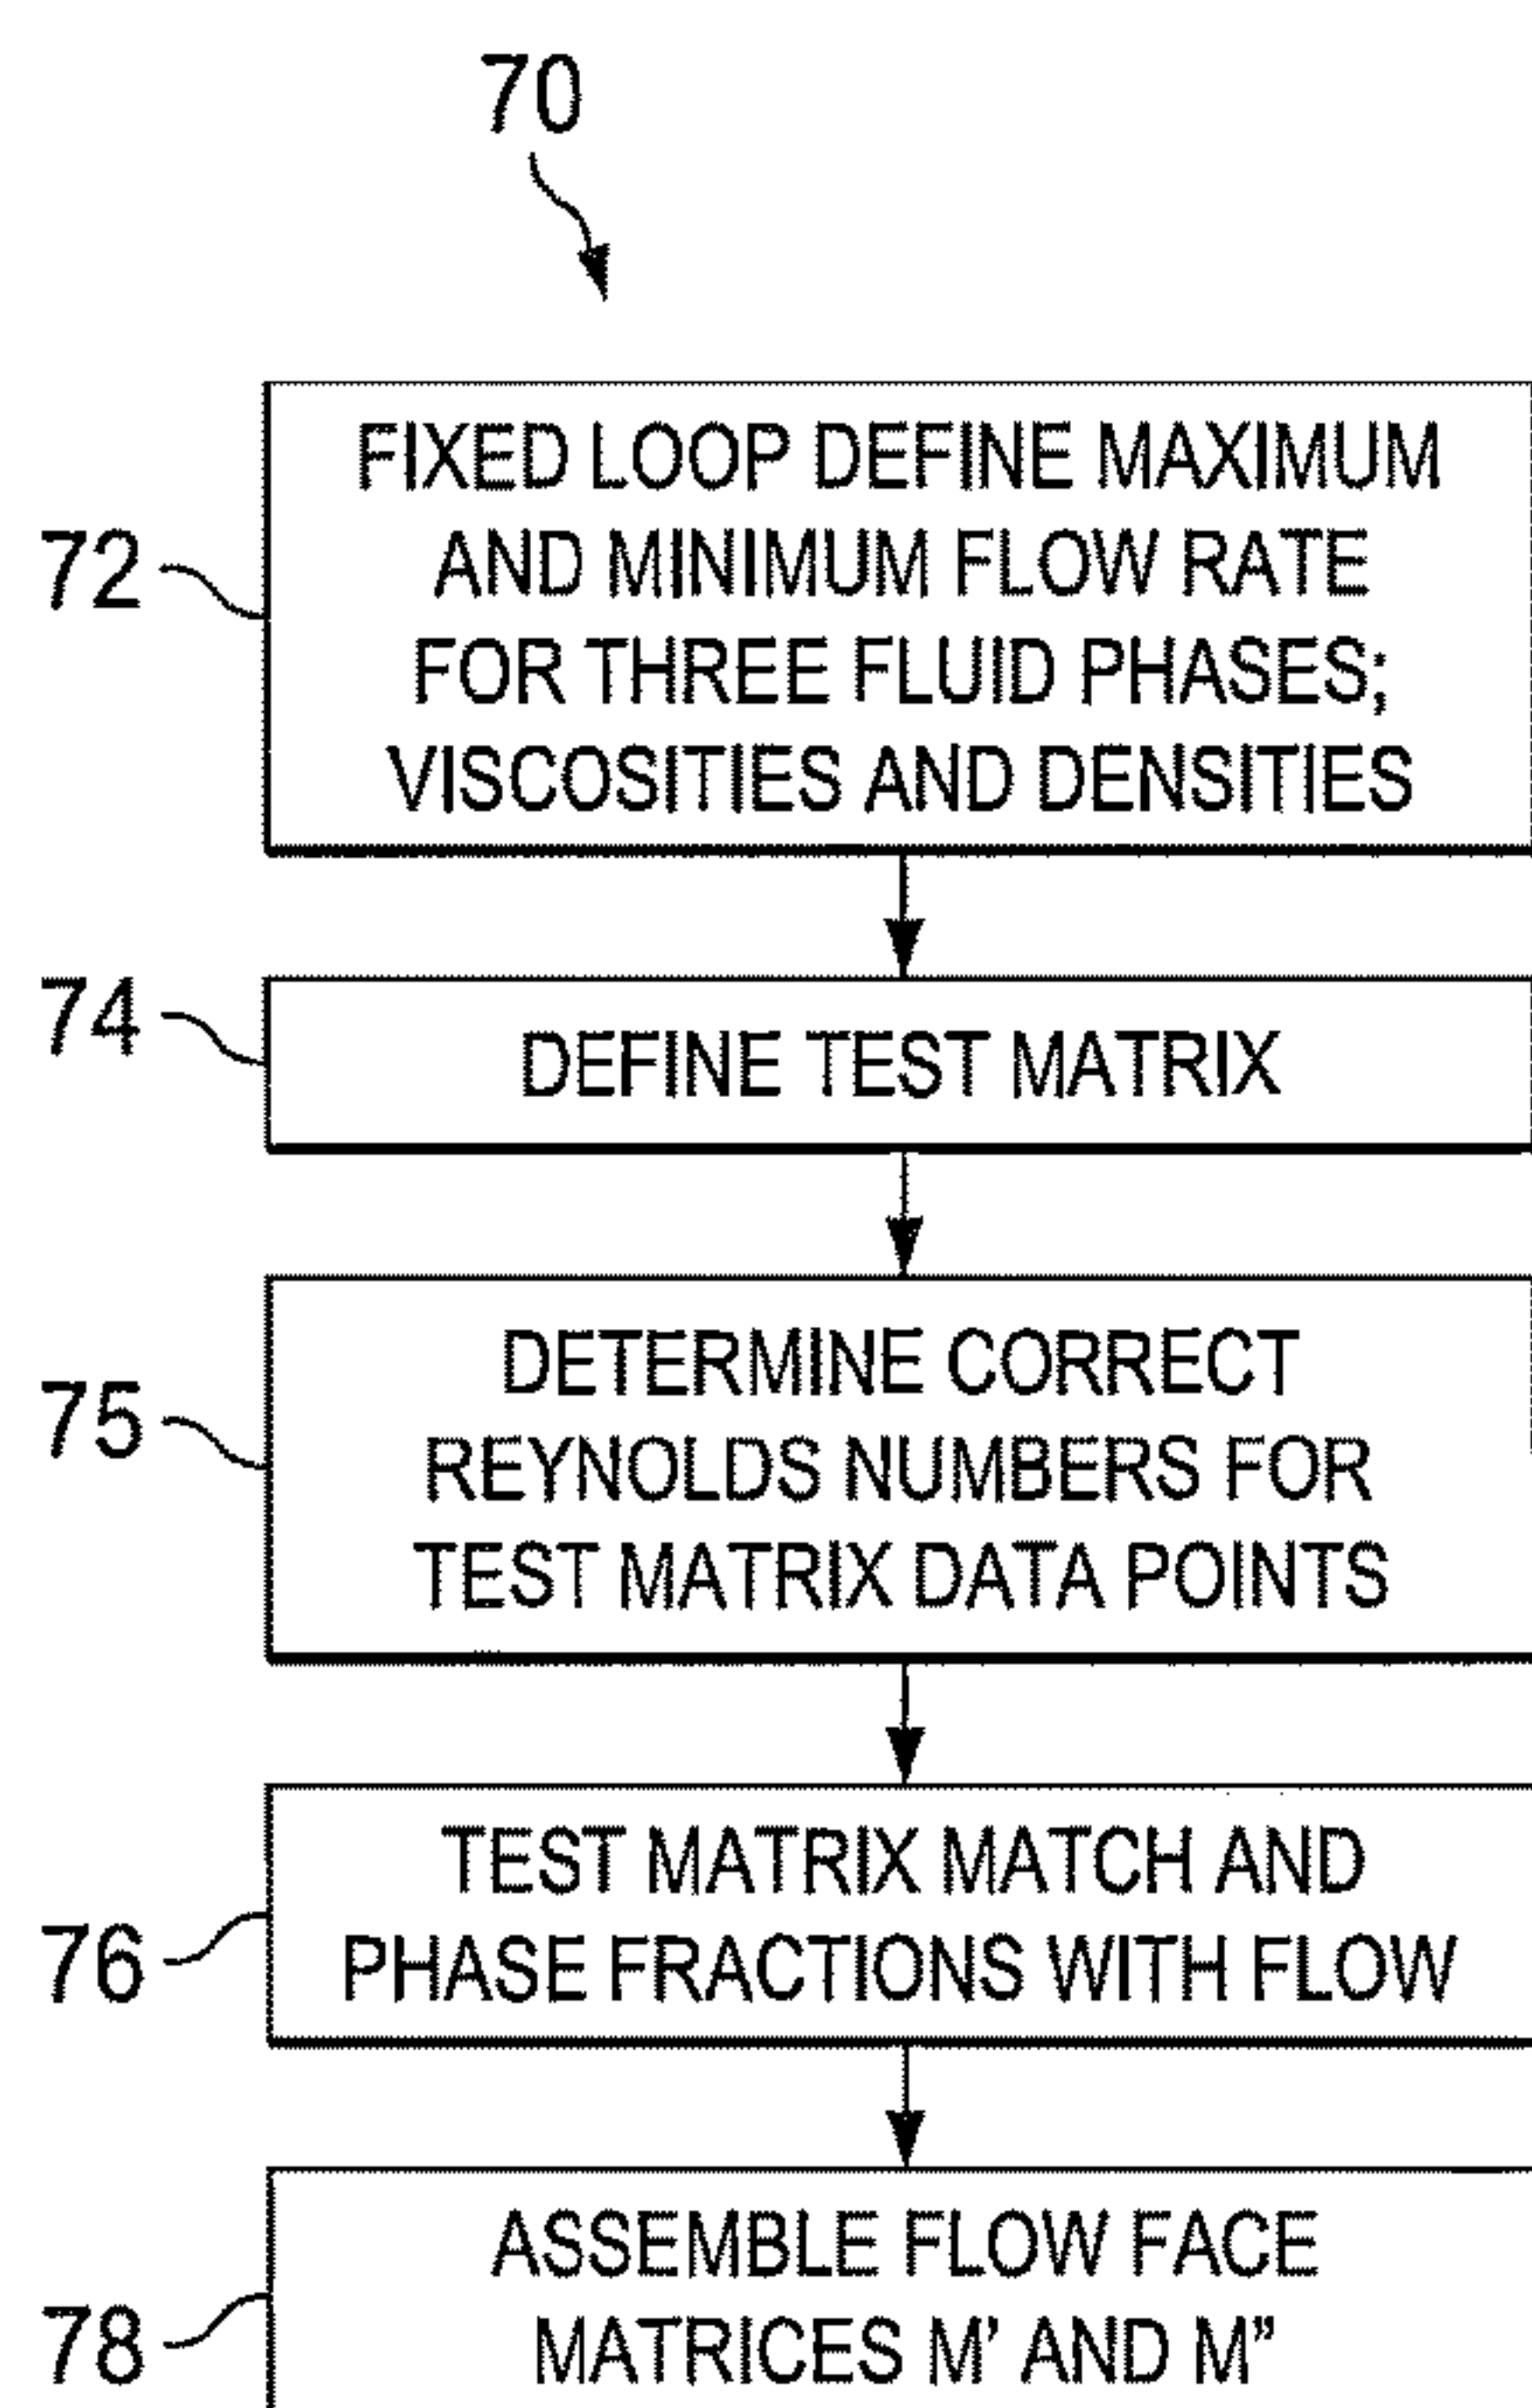 70
72
FIXED LOOP DEFINE MAXIMUM
AND MINIMUM FLOW RATE
FOR THREE FLUID PHASES;
VISCOSITIES AND DENSITIES
74
DEFINE TEST MATRIX
75
DETERMINE CORRECT
REYNOLDS NUMBERS FOR
TEST MATRIX DATA POINTS
76
TEST MATRIX MATCH AND
PHASE FRACTIONS WITH FLOW
78
ASSEMBLE FLOW FACE
MATRICES M' AND M"